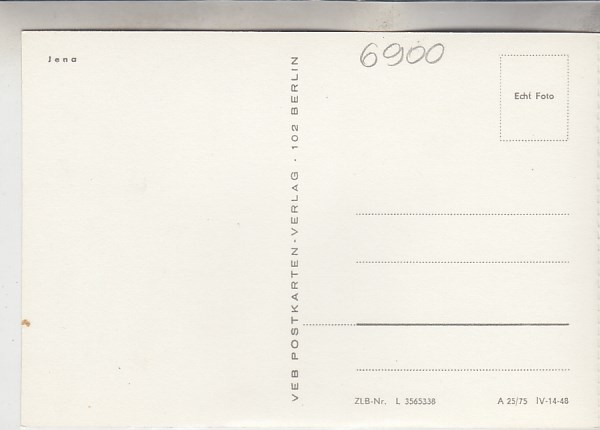 Jena
6900
Echt Foto
VEB POSTKARTEN-VERLAG · 102 BERLIN
ZLB-Nr. L 3565338
A 25/75 IV-14-48